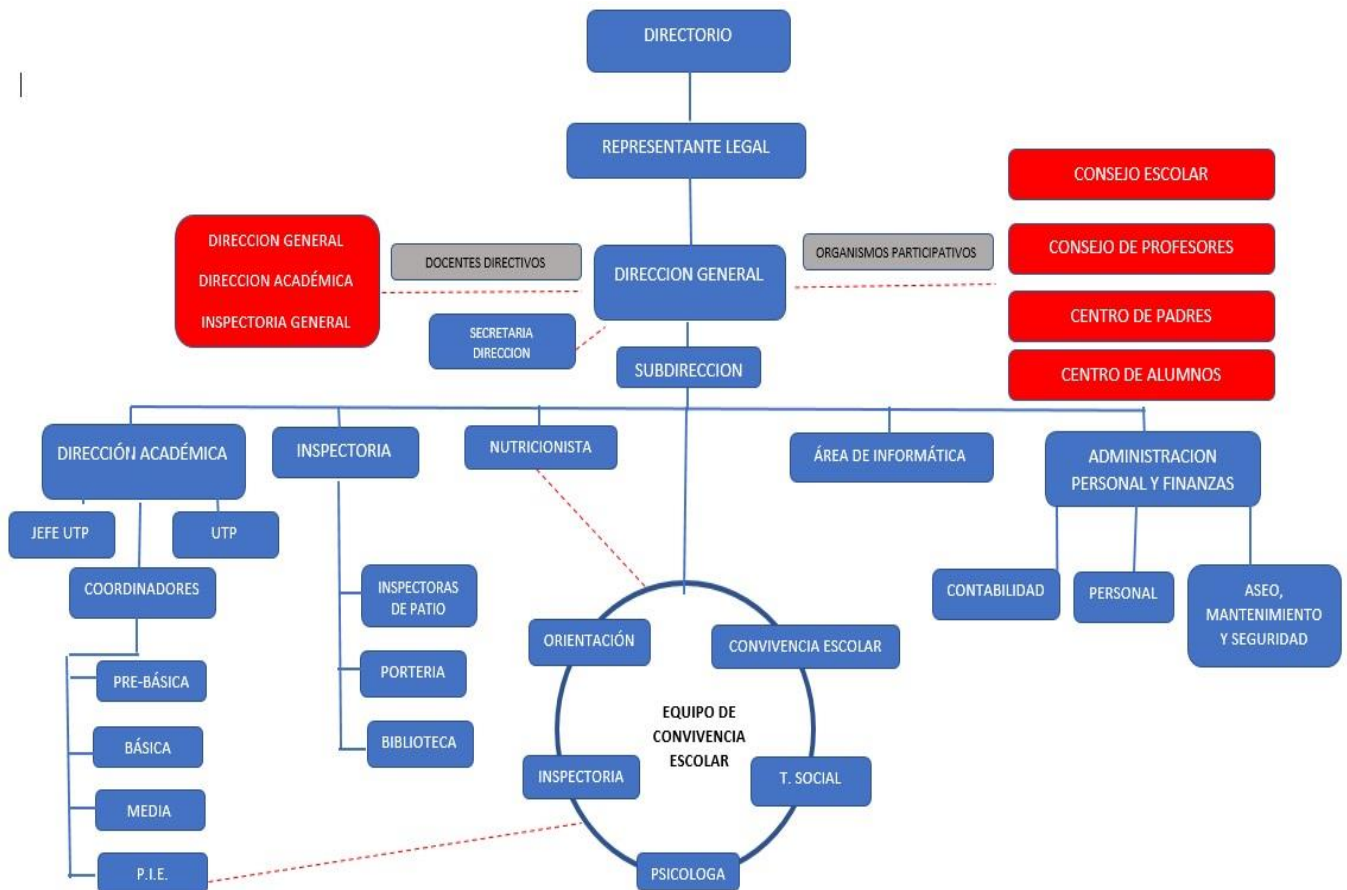 DIRECTORIO
REPRESENTANTE LEGAL
CONSEJO ESCOLAR
DIRECCION GENERAL
DIRECCION ACADÉMICA
INSPECTORIA GENERAL
DOCENTES DIRECTIVOS
DIRECCION GENERAL
ORGANISMOS PARTICIPATIVOS
CONSEJO DE PROFESORES
CENTRO DE PADRES
CENTRO DE ALUMNOS
SECRETARIA
DIRECCION
SUBDIRECCION
DIRECCIÓN ACADÉMICA
INSPECTORIA
NUTRICIONISTA
ÁREA DE INFORMÁTICA
ADMINISTRACION
PERSONAL Y FINANZAS
JEFE UTP
UTP
COORDINADORES
PRE-BÁSICA
BÁSICA
MEDIA
P.I.E.
INSPECTORAS
DE PATIO
PORTERIA
BIBLIOTECA
ORIENTACIÓN
CONVIVENCIA ESCOLAR
EQUIPO DE
CONVIVENCIA
ESCOLAR
INSPECTORIA
T. SOCIAL
PSICOLOGA
CONTABILIDAD
PERSONAL
ASEO,
MANTENIMIENTO
Y SEGURIDAD